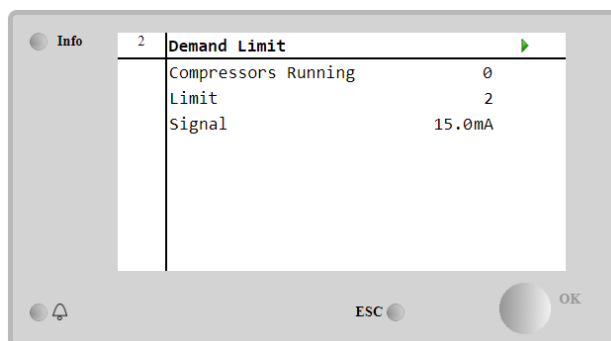 Info
2 Demand Limit
Compressors Running 0
Limit 2
Signal 15.0mA
ESC
OK